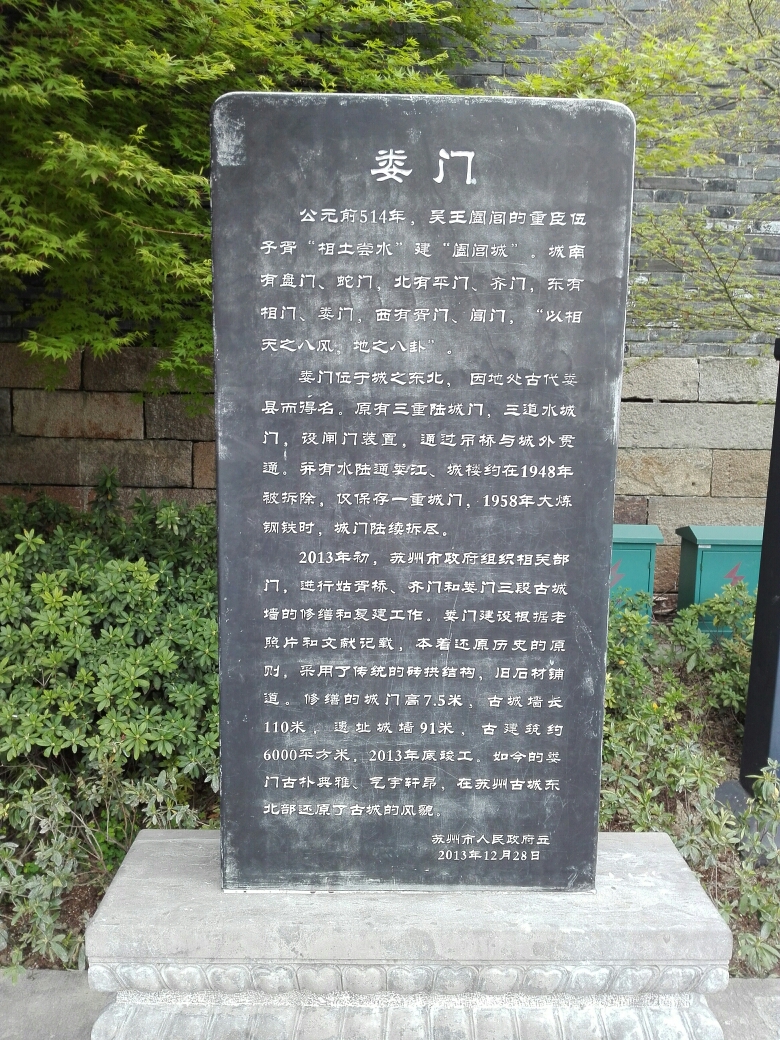 娄门
公元前514年，吴王阖闾的重臣伍
子胥“相土尝水”建“阖闾城”。城南
有盘门、蛇门，北有平门、齐门，东有
相门、娄门，西有胥门、阊门，“以相
天之八风，地之八卦”。
娄门位于城之东北，因地处古代娄
县而得名。原有三重陆城门，三道水城
门，设闸门装置，通过吊桥与城外贯
通。并有水陆通娄江、城楼约在1948年
被拆除，仅保存一重城门，1958年大炼
钢铁时，城门陆续拆尽。
2013年初，苏州市政府组织相关部
门，进行姑胥桥、齐门和娄门三段古城
墙的修缮和复建工作。娄门建设根据老
照片和文献记载，本着还原历史的原
则，采用了传统的砖拱结构，旧石材铺
道。修缮的城门高7.5米，古城墙长
110米，遗址城墙91米，古建筑约
6000平方米，2013年底竣工。如今的娄
门古朴典雅、气宇轩昂，在苏州古城东
北部还原了古城的风貌。
苏州市人民政府立
2013年12月28日